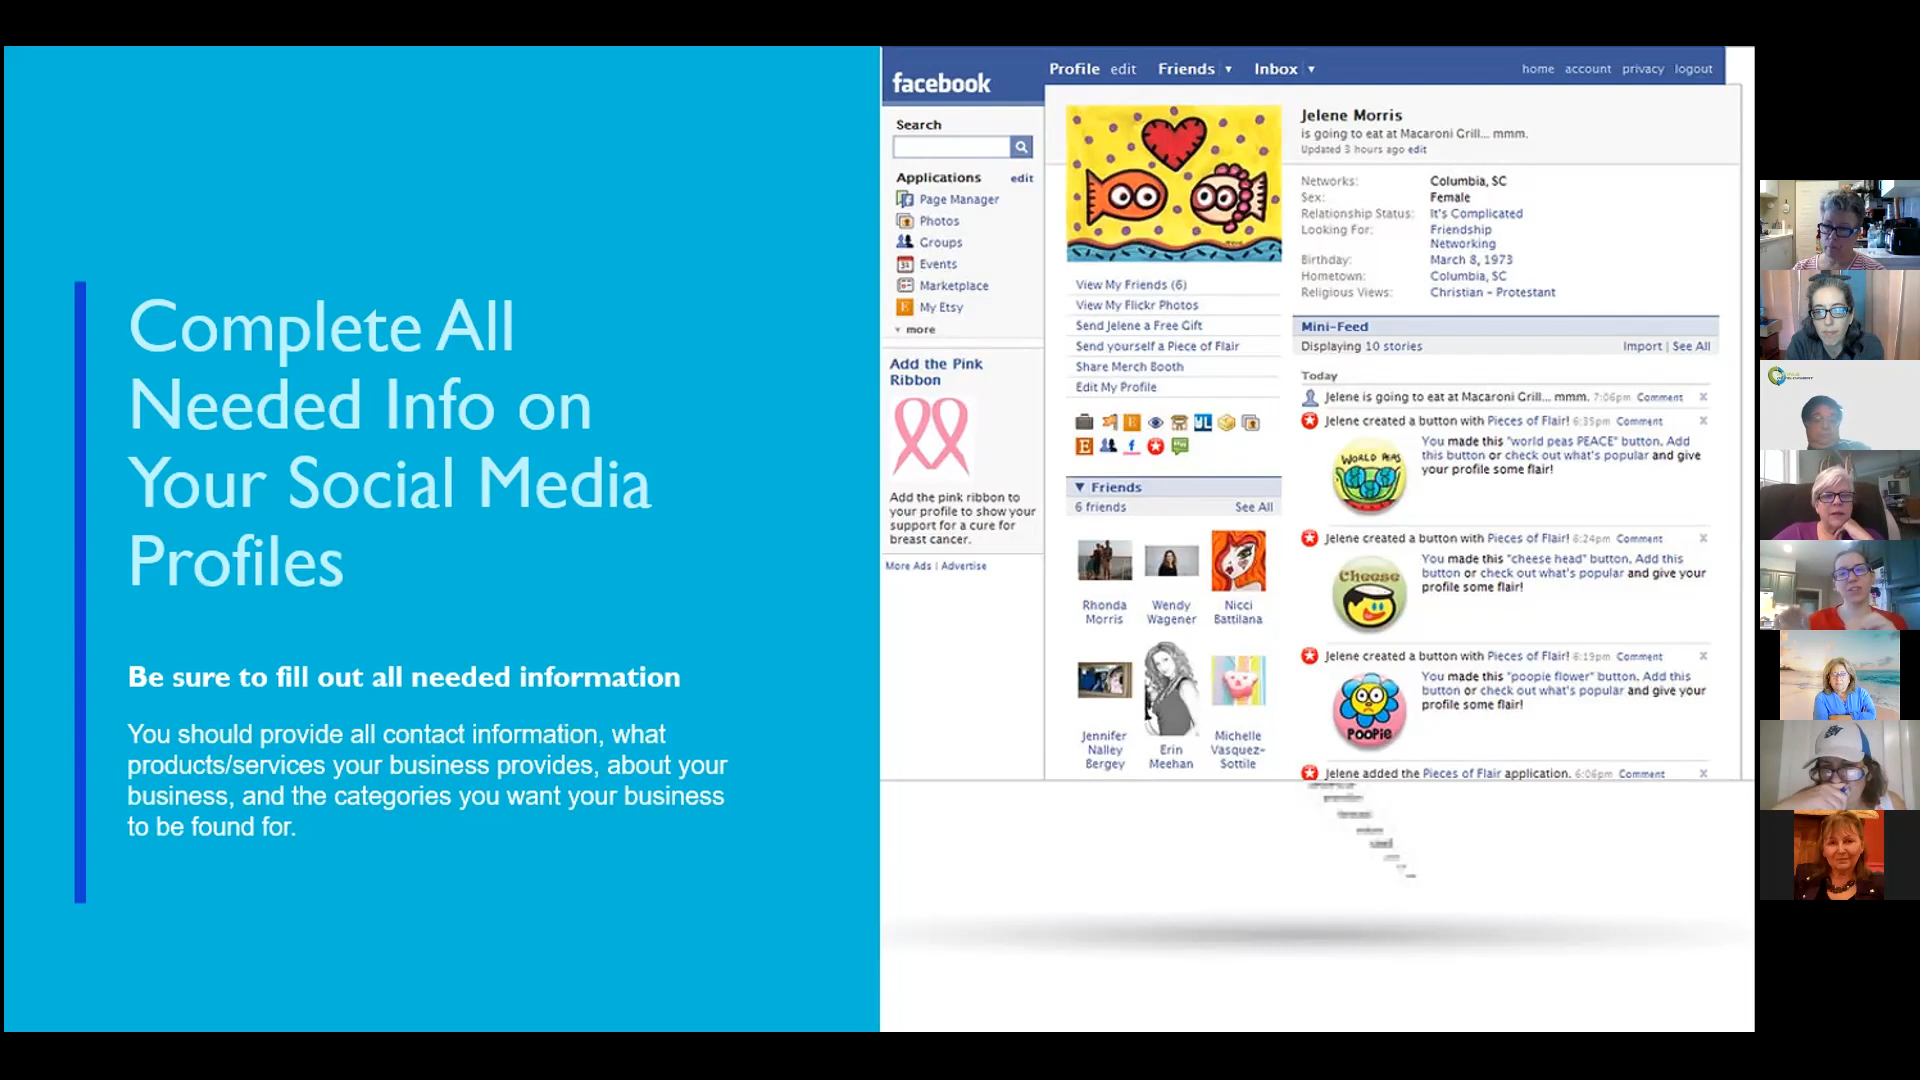 Complete All
Needed Info on
Your Social Media
Profiles
Be sure to fill out all needed information
You should provide all contact information, what
products/services your business provides, about your
business, and the categories you want your business
to be found for.
facebook
Profile edit Friends Inbox
home account privacy logout
Search
Applications edit
Page Manager
Photos
Groups
Events
Marketplace
My Etsy
more
Add the Pink
Ribbon
Add the pink ribbon to
your profile to show your
support for a cure for
breast cancer.
More Ads | Advertise
View My Friends (6)
View My Flickr Photos
Send Jelene a Free Gift
Send yourself a Piece of Flair
Share Merch Booth
Edit My Profile
Friends
6 friends See All
Rhonda
Morris
Wendy
Wagener
Nicci
Battilana
Jennifer
Nalley
Bergey
Erin
Meehan
Michelle
Vasquez-
Sottile
Jelene Morris
is going to eat at Macaroni Grill... mmm.
Updated 3 hours ago edit
Networks: Columbia, SC
Sex: Female
Relationship Status: It's Complicated
Looking For: Friendship
Networking
Birthday: March 8, 1973
Hometown: Columbia, SC
Religious Views: Christian - Protestant
Mini-Feed
Displaying 10 stories Import | See All
Today
Jelene is going to eat at Macaroni Grill... mmm. 7:06pm Comment
Jelene created a button with Pieces of Flair! 6:35pm Comment
WORLD PEAS
You made this "world peas PEACE" button. Add
this button or check out what's popular and give
your profile some flair!
Jelene created a button with Pieces of Flair! 6:24pm Comment
Cheese
You made this "cheese head" button. Add this
button or check out what's popular and give your
profile some flair!
Jelene created a button with Pieces of Flair! 6:19pm Comment
POOPIE
You made this "poopie flower" button. Add this
button or check out what's popular and give your
profile some flair!
Jelene added the Pieces of Flair application. 6:06pm Comment